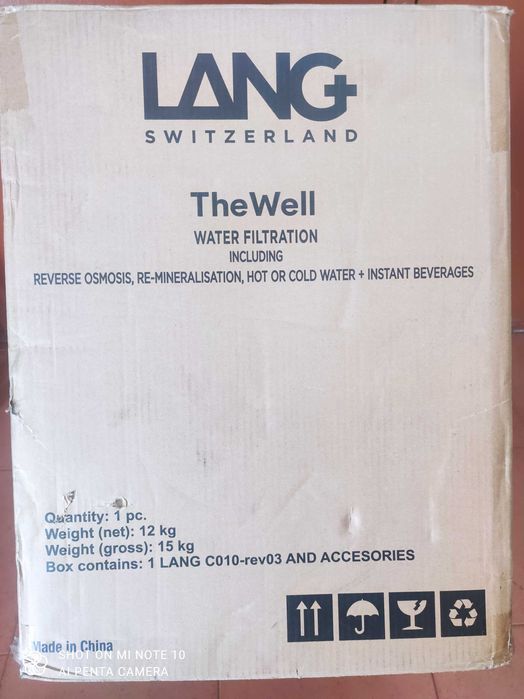 LANG+
SWITZERLAND
TheWell
WATER FILTRATION
INCLUDING
REVERSE OSMOSIS, RE-MINERALISATION, HOT OR COLD WATER + INSTANT BEVERAGES
Quantity: 1 pc.
Weight (net): 12 kg
Weight (gross): 15 kg
Box contains: 1 LANG C010-rev03 AND ACCESORIES
Made in China
SHOT ON MI NOTE 10
ALPENTA CAMERA